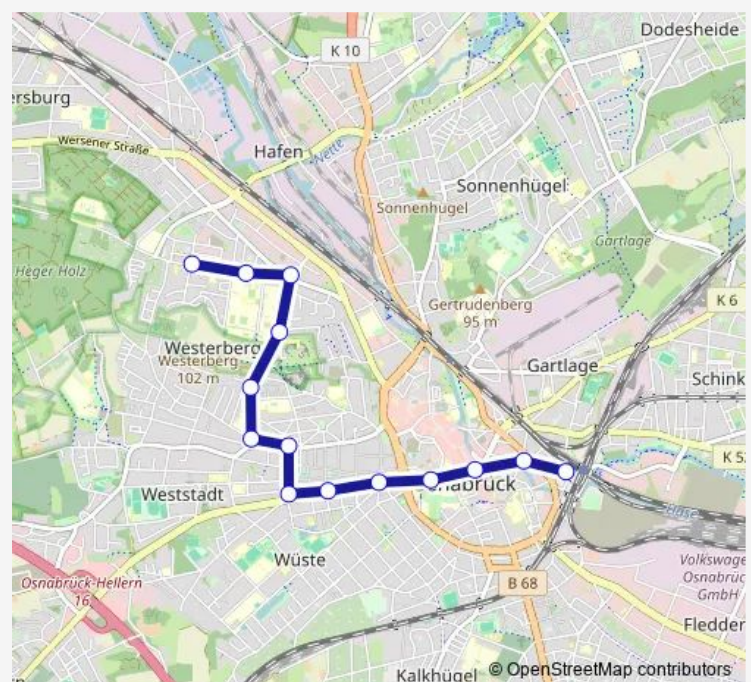 Dodesheide
K 10
ersburg
Wersener Straße
Hafen
Nette
Sonnenhügel
Sonnenhügel
Gartlage
Heger Holz
K 6
Gertrudenberg
95 m
Westerberg
Westerberg
102 m
Gartlage
Schink
K 5
Weststadt
nabrück
Hase
Wüste
Osnabrück-Hellern
16
B 68
Volkswage
Osnabrüc
GmbH
Fledder
Kalkhügel
© OpenStreetMap contributors